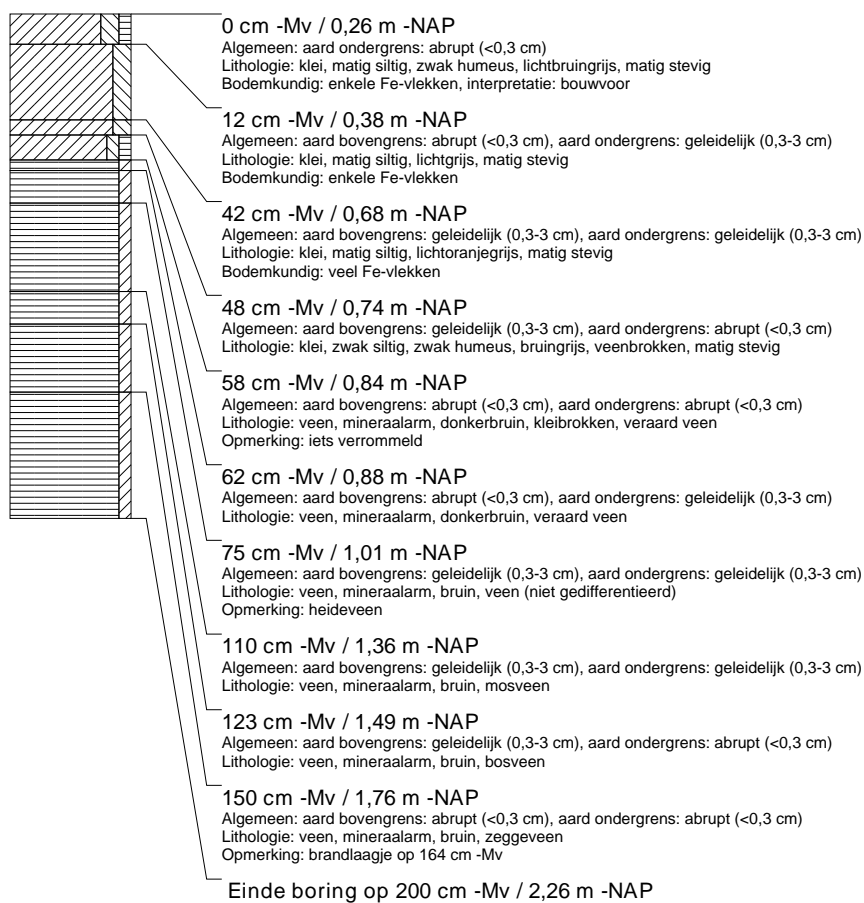 0 cm -Mv / 0,26 m -NAP
Algemeen: aard ondergrens: abrupt (<0,3 cm)
Lithologie: klei, matig siltig, zwak humeus, lichtbruingrijs, matig stevig
Bodemkundig: enkele Fe-vlekken, interpretatie: bouwvoor
12 cm -Mv / 0,38 m -NAP
Algemeen: aard bovengrens: abrupt (<0,3 cm), aard ondergrens: geleidelijk (0,3-3 cm)
Lithologie: klei, matig siltig, lichtgrijs, matig stevig
Bodemkundig: enkele Fe-vlekken
42 cm -Mv / 0,68 m -NAP
Algemeen: aard bovengrens: geleidelijk (0,3-3 cm), aard ondergrens: geleidelijk (0,3-3 cm)
Lithologie: klei, matig siltig, lichtoranjegrijs, matig stevig
Bodemkundig: veel Fe-vlekken
48 cm -Mv / 0,74 m -NAP
Algemeen: aard bovengrens: geleidelijk (0,3-3 cm), aard ondergrens: abrupt (<0,3 cm)
Lithologie: klei, zwak siltig, zwak humeus, bruingrijs, veenbrokken, matig stevig
58 cm -Mv / 0,84 m -NAP
Algemeen: aard bovengrens: abrupt (<0,3 cm), aard ondergrens: abrupt (<0,3 cm)
Lithologie: veen, mineraalarm, donkerbruin, kleibrokken, veraard veen
Opmerking: iets verrommeld
62 cm -Mv / 0,88 m -NAP
Algemeen: aard bovengrens: abrupt (<0,3 cm), aard ondergrens: geleidelijk (0,3-3 cm)
Lithologie: veen, mineraalarm, donkerbruin, veraard veen
75 cm -Mv / 1,01 m -NAP
Algemeen: aard bovengrens: geleidelijk (0,3-3 cm), aard ondergrens: geleidelijk (0,3-3 cm)
Lithologie: veen, mineraalarm, bruin, veen (niet gedifferentieerd)
Opmerking: heideveen
110 cm -Mv / 1,36 m -NAP
Algemeen: aard bovengrens: geleidelijk (0,3-3 cm), aard ondergrens: geleidelijk (0,3-3 cm)
Lithologie: veen, mineraalarm, bruin, mosveen
123 cm -Mv / 1,49 m -NAP
Algemeen: aard bovengrens: geleidelijk (0,3-3 cm), aard ondergrens: abrupt (<0,3 cm)
Lithologie: veen, mineraalarm, bruin, bosveen
150 cm -Mv / 1,76 m -NAP
Algemeen: aard bovengrens: abrupt (<0,3 cm), aard ondergrens: abrupt (<0,3 cm)
Lithologie: veen, mineraalarm, bruin, zeggeveen
Opmerking: brandlaagje op 164 cm -Mv
Einde boring op 200 cm -Mv / 2,26 m -NAP